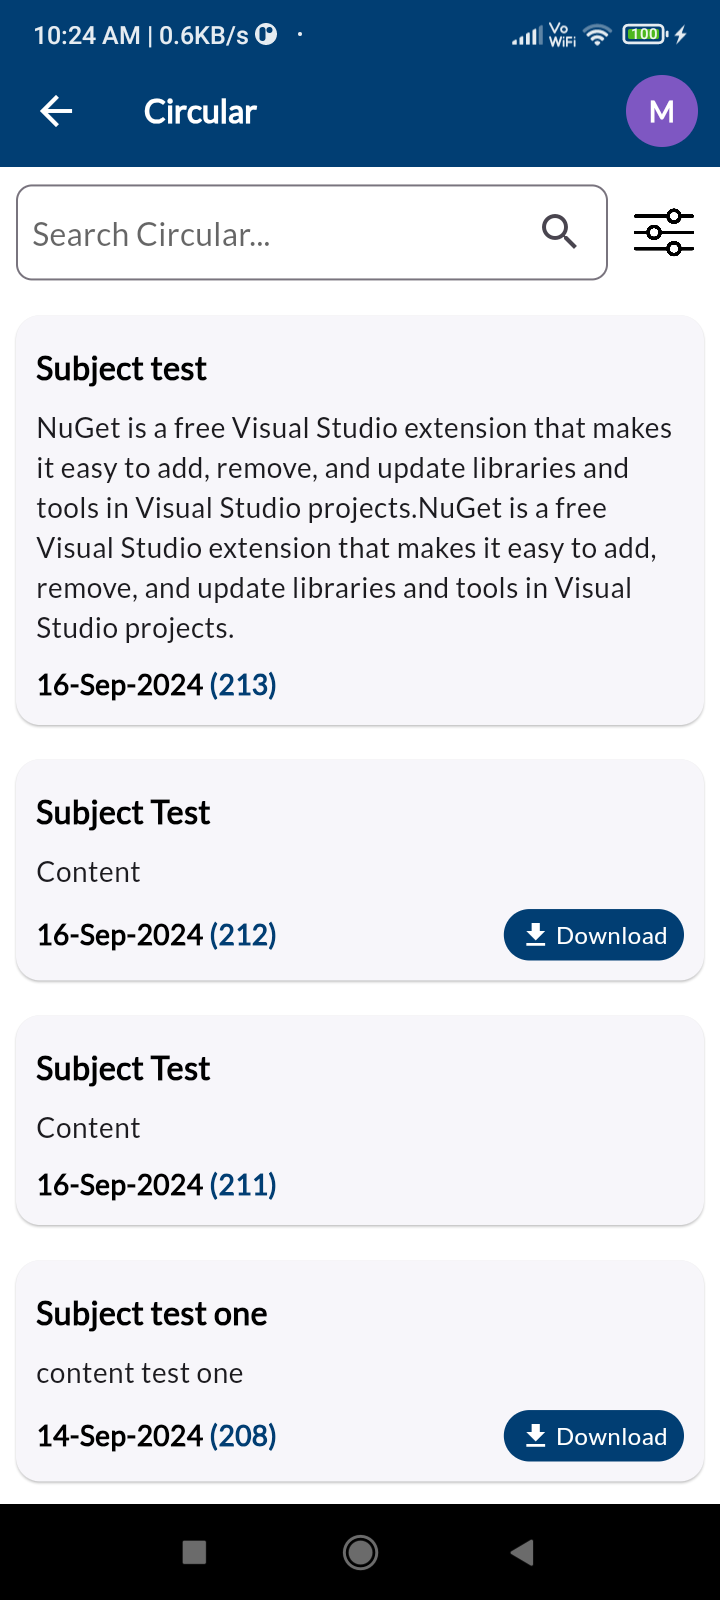 10:24 AM | 0.6KB/s
Vo
WiFi
100
Circular
M
Search Circular...
Subject test
NuGet is a free Visual Studio extension that makes
it easy to add, remove, and update libraries and
tools in Visual Studio projects.NuGet is a free
Visual Studio extension that makes it easy to add,
remove, and update libraries and tools in Visual
Studio projects.
16-Sep-2024 (213)
Subject Test
Content
16-Sep-2024 (212)
Download
Subject Test
Content
16-Sep-2024 (211)
Subject test one
content test one
14-Sep-2024 (208)
Download